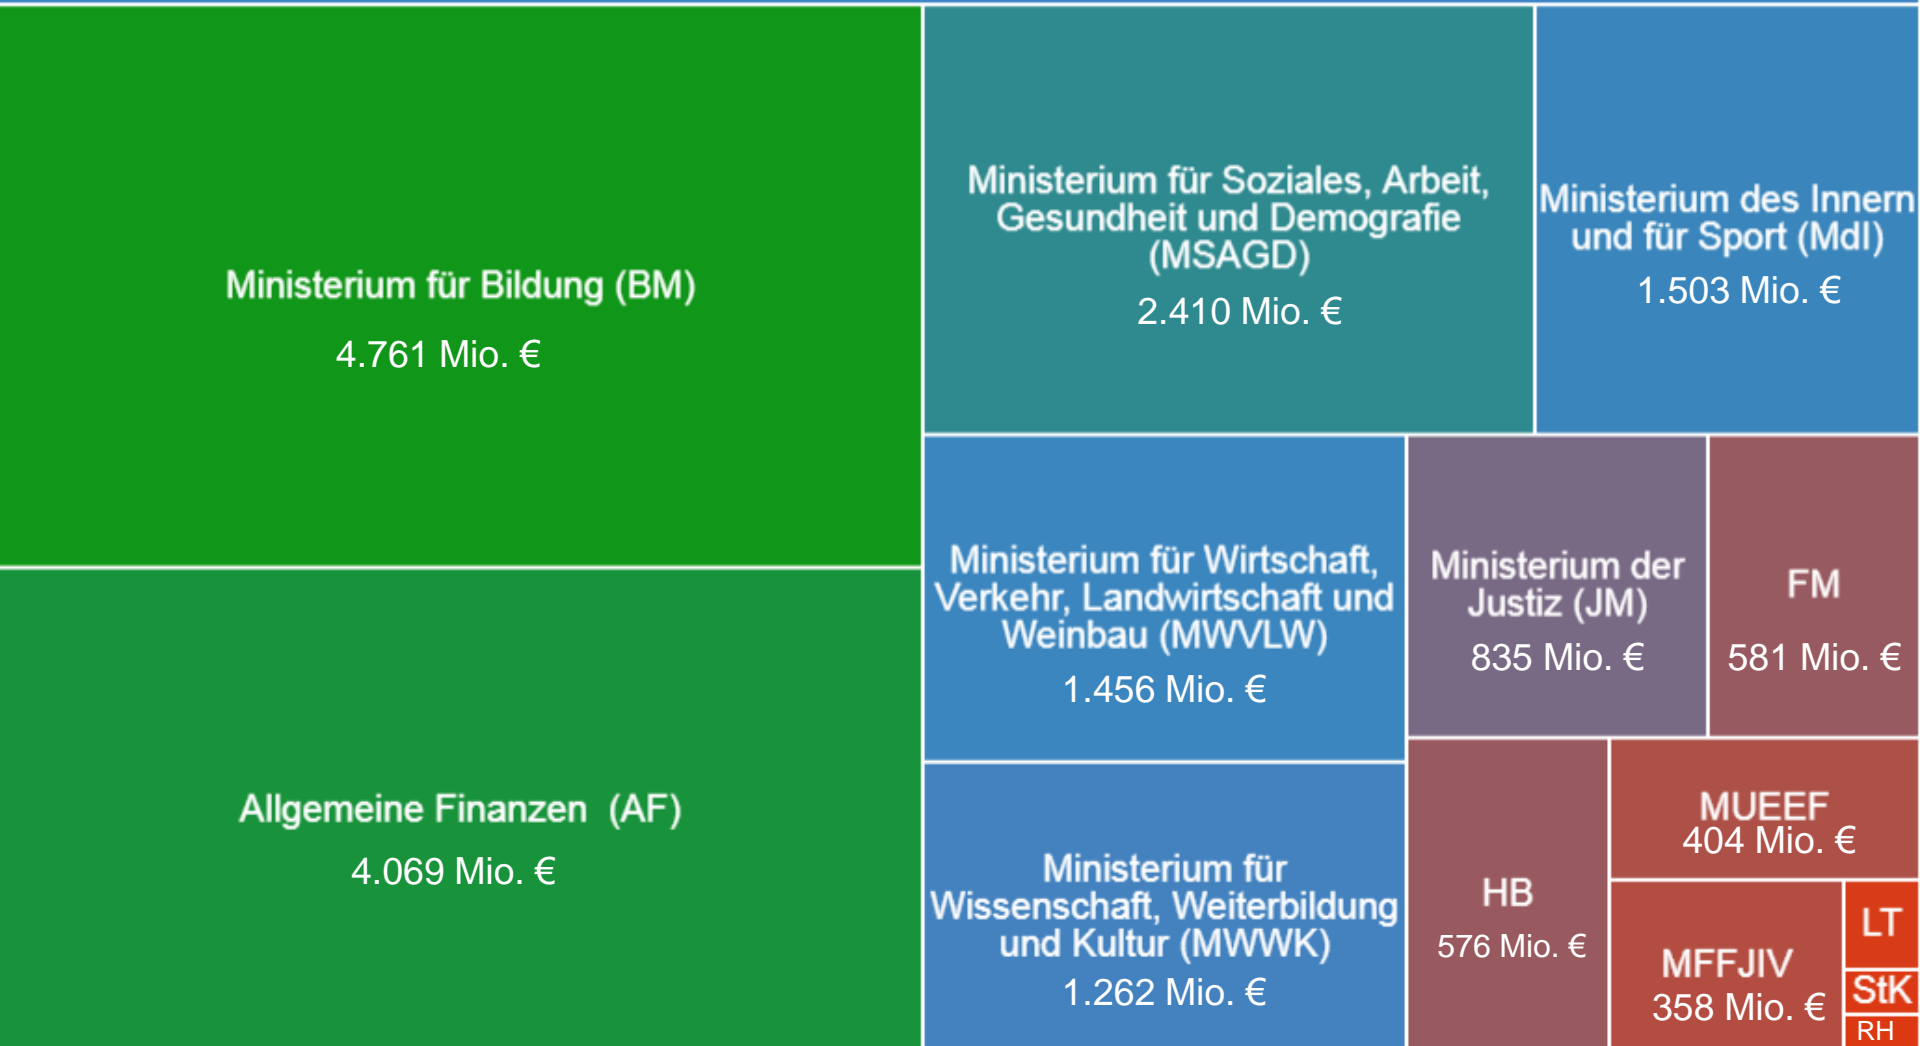 Ministerium für Bildung (BM)
4.761 Mio. €
Allgemeine Finanzen  (AF)
4.069 Mio. €
Ministerium für Soziales, Arbeit,
Gesundheit und Demografie
(MSAGD)
2.410 Mio. €
Ministerium des Innern
und für Sport (MdI)
1.503 Mio. €
Ministerium für Wirtschaft,
Verkehr, Landwirtschaft und
Weinbau (MWVLW)
1.456 Mio. €
Ministerium der
Justiz (JM)
835 Mio. €
FM
581 Mio. €
Ministerium für
Wissenschaft, Weiterbildung
und Kultur (MWWK)
1.262 Mio. €
HB
576 Mio. €
MUEEF
404 Mio. €
MFFJIV
358 Mio. €
LT
StK
RH